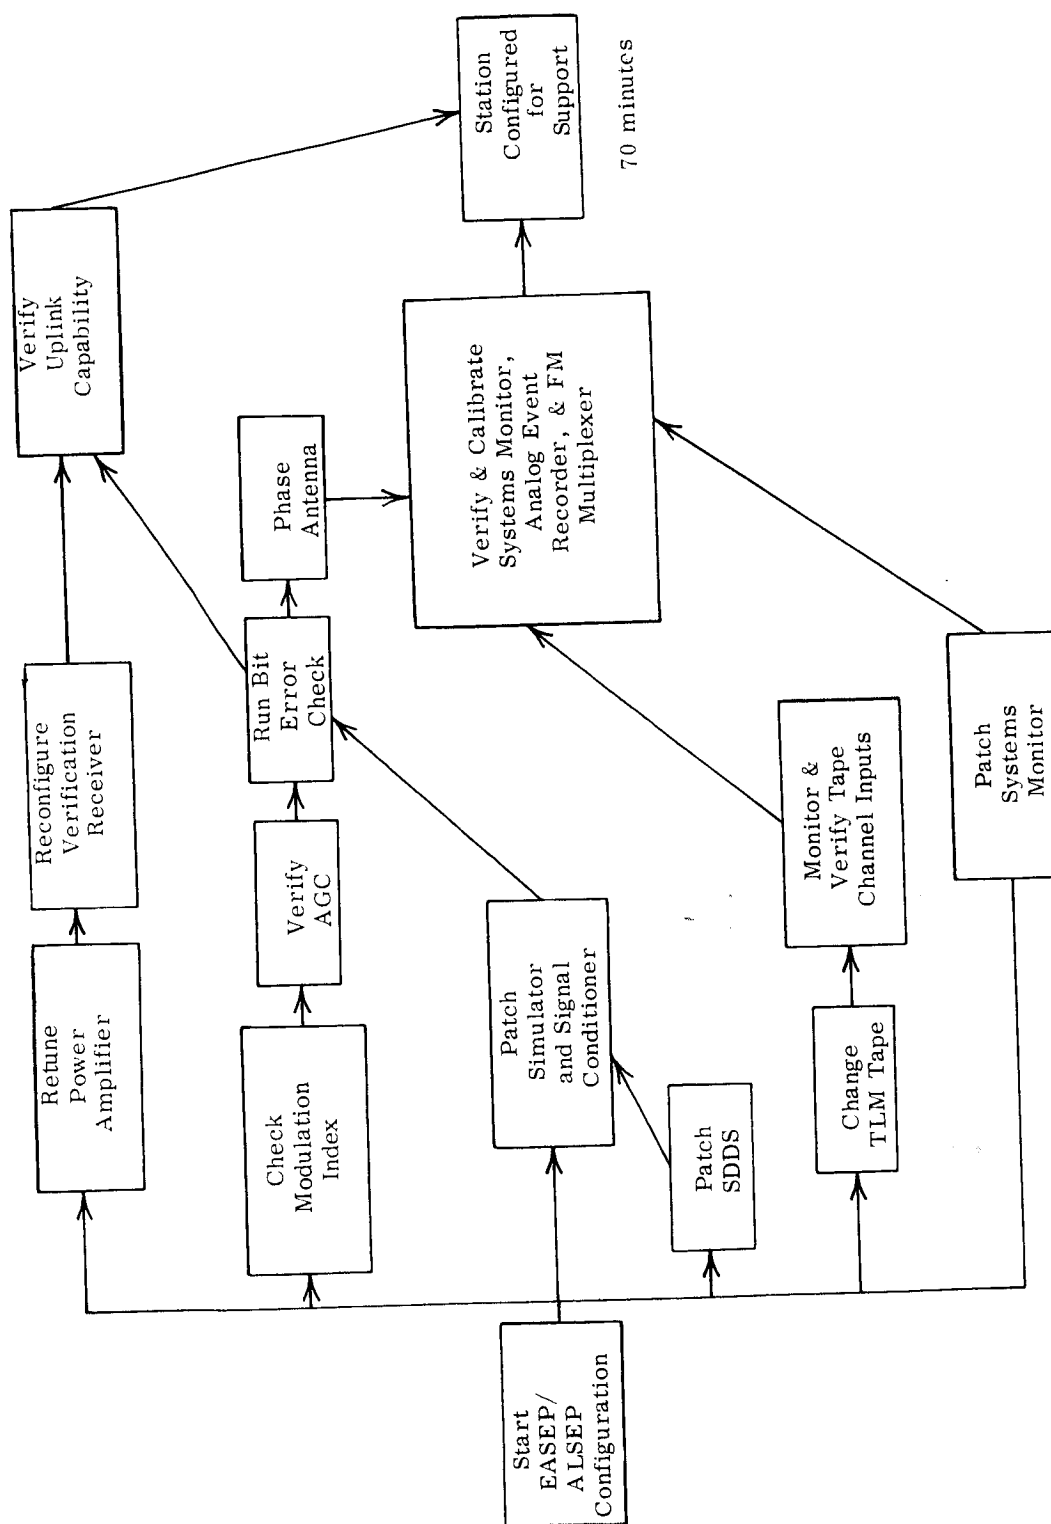 Start
EASEP/
ALSEP
Configuration
Retune
Power
Amplifier
Reconfigure
Verification
Receiver
Verify
Uplink
Capability
Check
Modulation
Index
Verify
AGC
Run Bit
Error
Check
Phase
Antenna
Patch
Simulator
and Signal
Conditioner
Patch
SDDS
Change
TLM Tape
Monitor &
Verify Tape
Channel Inputs
Patch
Systems
Monitor
Verify & Calibrate
Systems Monitor,
Analog Event
Recorder, & FM
Multiplexer
Station
Configured
for
Support
70 minutes